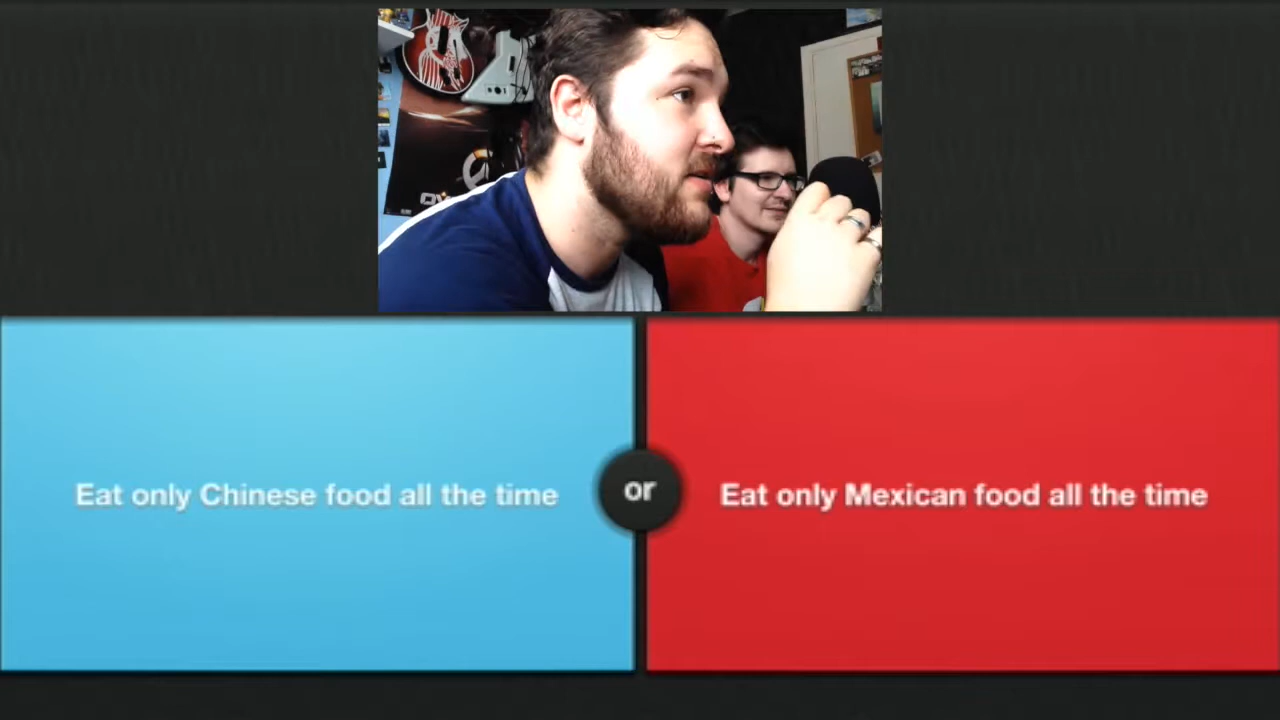 Eat only Chinese food all the time
or
Eat only Mexican food all the time